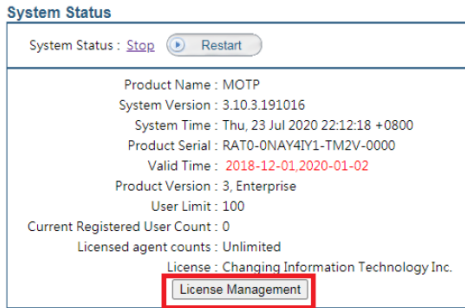 System Status
System Status : Stop Restart
Product Name : MOTP
System Version : 3.10.3.191016
System Time : Thu, 23 Jul 2020 22:12:18 +0800
Product Serial : RAT0-0NAY4IY1-TM2V-0000
Valid Time : 2018-12-01,2020-01-02
Product Version : 3, Enterprise
User Limit : 100
Current Registered User Count : 0
Licensed agent counts : Unlimited
License : Changing Information Technology Inc.
License Management